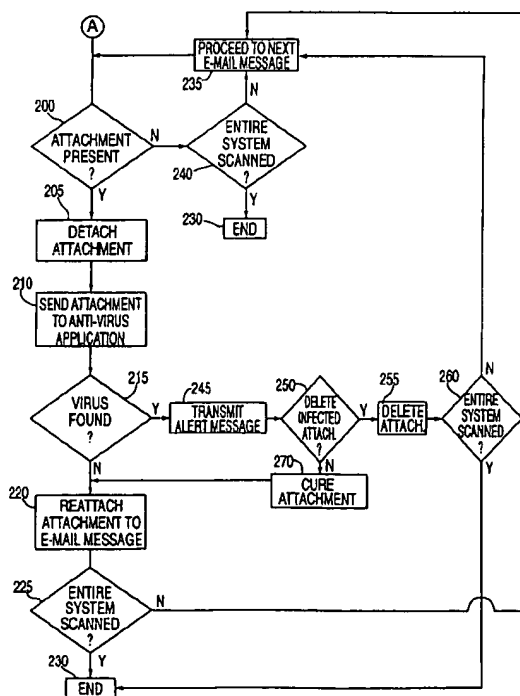 A
PROCEED TO NEXT
E-MAIL MESSAGE
235
200
ATTACHMENT
PRESENT
?
N
Y
N
ENTIRE
SYSTEM
SCANNED
?
240
Y
230
END
205
DETACH
ATTACHMENT
210
SEND ATTACHMENT
TO ANTI-VIRUS
APPLICATION
215
VIRUS
FOUND
?
Y
N
245
TRANSMIT
ALERT MESSAGE
250
DELETE
INFECTED
ATTACH.
?
Y
N
255
DELETE
ATTACH.
260
ENTIRE
SYSTEM
SCANNED
?
N
Y
270
CURE
ATTACHMENT
220
REATTACH
ATTACHMENT TO
E-MAIL MESSAGE
225
ENTIRE
SYSTEM
SCANNED
?
N
Y
230
END